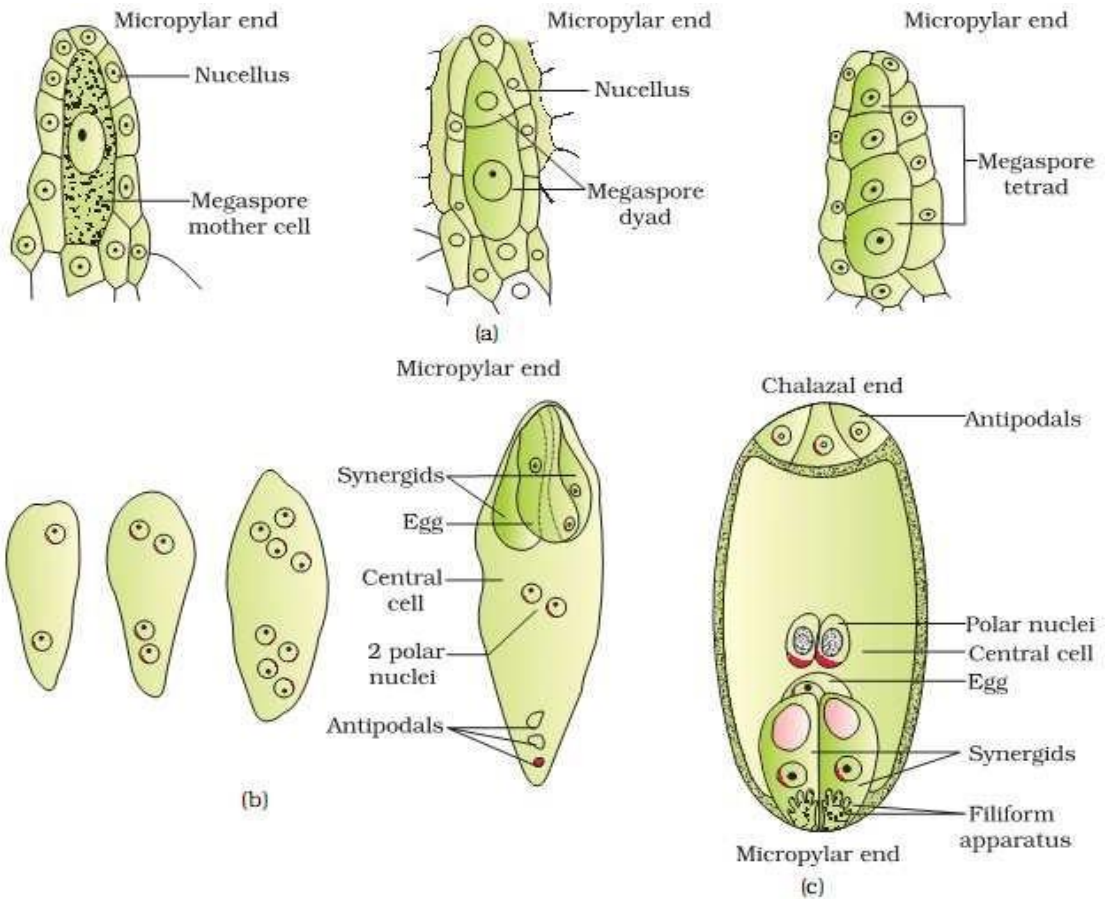 Micropylar end
Nucellus
Megaspore
mother cell
Micropylar end
Nucellus
Megaspore
dyad
Micropylar end
Megaspore
tetrad
(a)
Micropylar end
Synergids
Egg
Central
cell
2 polar
nuclei
Antipodals
(b)
Chalazal end
Antipodals
Polar nuclei
Central cell
Egg
Synergids
Filiform
apparatus
Micropylar end
(c)